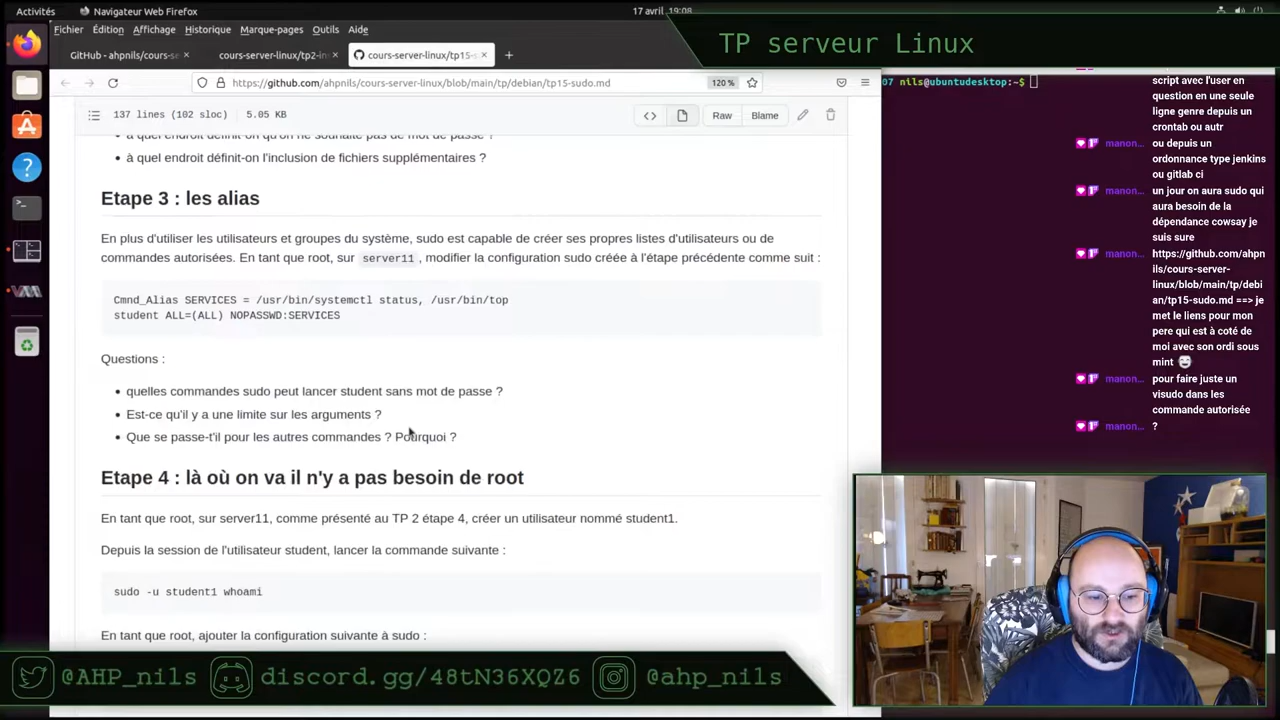 Activités
Navigateur Web Firefox
17 avril 19:08
TP serveur Linux
Fichier Édition Affichage Historique Marque-pages Outils Aide
GitHub - ahpnils/cours-se
cours-server-linux/tp2-in
cours-server-linux/tp15-
https://github.com/ahpnils/cours-server-linux/blob/main/tp/debian/tp15-sudo.md
120 %
137 lines (102 sloc) 5.05 KB
Raw
Blame
à quel endroit définit-on qu'on ne souhaite pas de mot de passe ?
à quel endroit définit-on l'inclusion de fichiers supplémentaires ?
Etape 3 : les alias
En plus d'utiliser les utilisateurs et groupes du système, sudo est capable de créer ses propres listes d'utilisateurs ou de
commandes autorisées. En tant que root, sur server11 , modifier la configuration sudo créée à l'étape précédente comme suit :
Cmnd_Alias SERVICES = /usr/bin/systemctl status, /usr/bin/top
student ALL=(ALL) NOPASSWD:SERVICES
Questions :
quelles commandes sudo peut lancer student sans mot de passe ?
Est-ce qu'il y a une limite sur les arguments ?
Que se passe-t'il pour les autres commandes ? Pourquoi ?
Etape 4 : là où on va il n'y a pas besoin de root
En tant que root, sur server11, comme présenté au TP 2 étape 4, créer un utilisateur nommé student1.
Depuis la session de l'utilisateur student, lancer la commande suivante :
sudo -u student1 whoami
En tant que root, ajouter la configuration suivante à sudo :
07 nils@ubuntudesktop:~$
script avec l'user en
question en une seule
ligne genre depuis un
crontab ou autr
manon... ou depuis un
ordonnance type jenkins
ou gitlab ci
manon... un jour on aura sudo qui
aura besoin de la
dépendance cowsay je
suis sure
manon... https://github.com/ahpn
ils/cours-server-
linux/blob/main/tp/debi
an/tp15-sudo.md ==> je
met le liens pour mon
pere qui est à coté de
moi avec son ordi sous
mint
manon... pour faire juste un
visudo dans les
commande autorisée
manon... ?
@AHP_nils
discord.gg/48tN36XQZ6
@ahp_nils